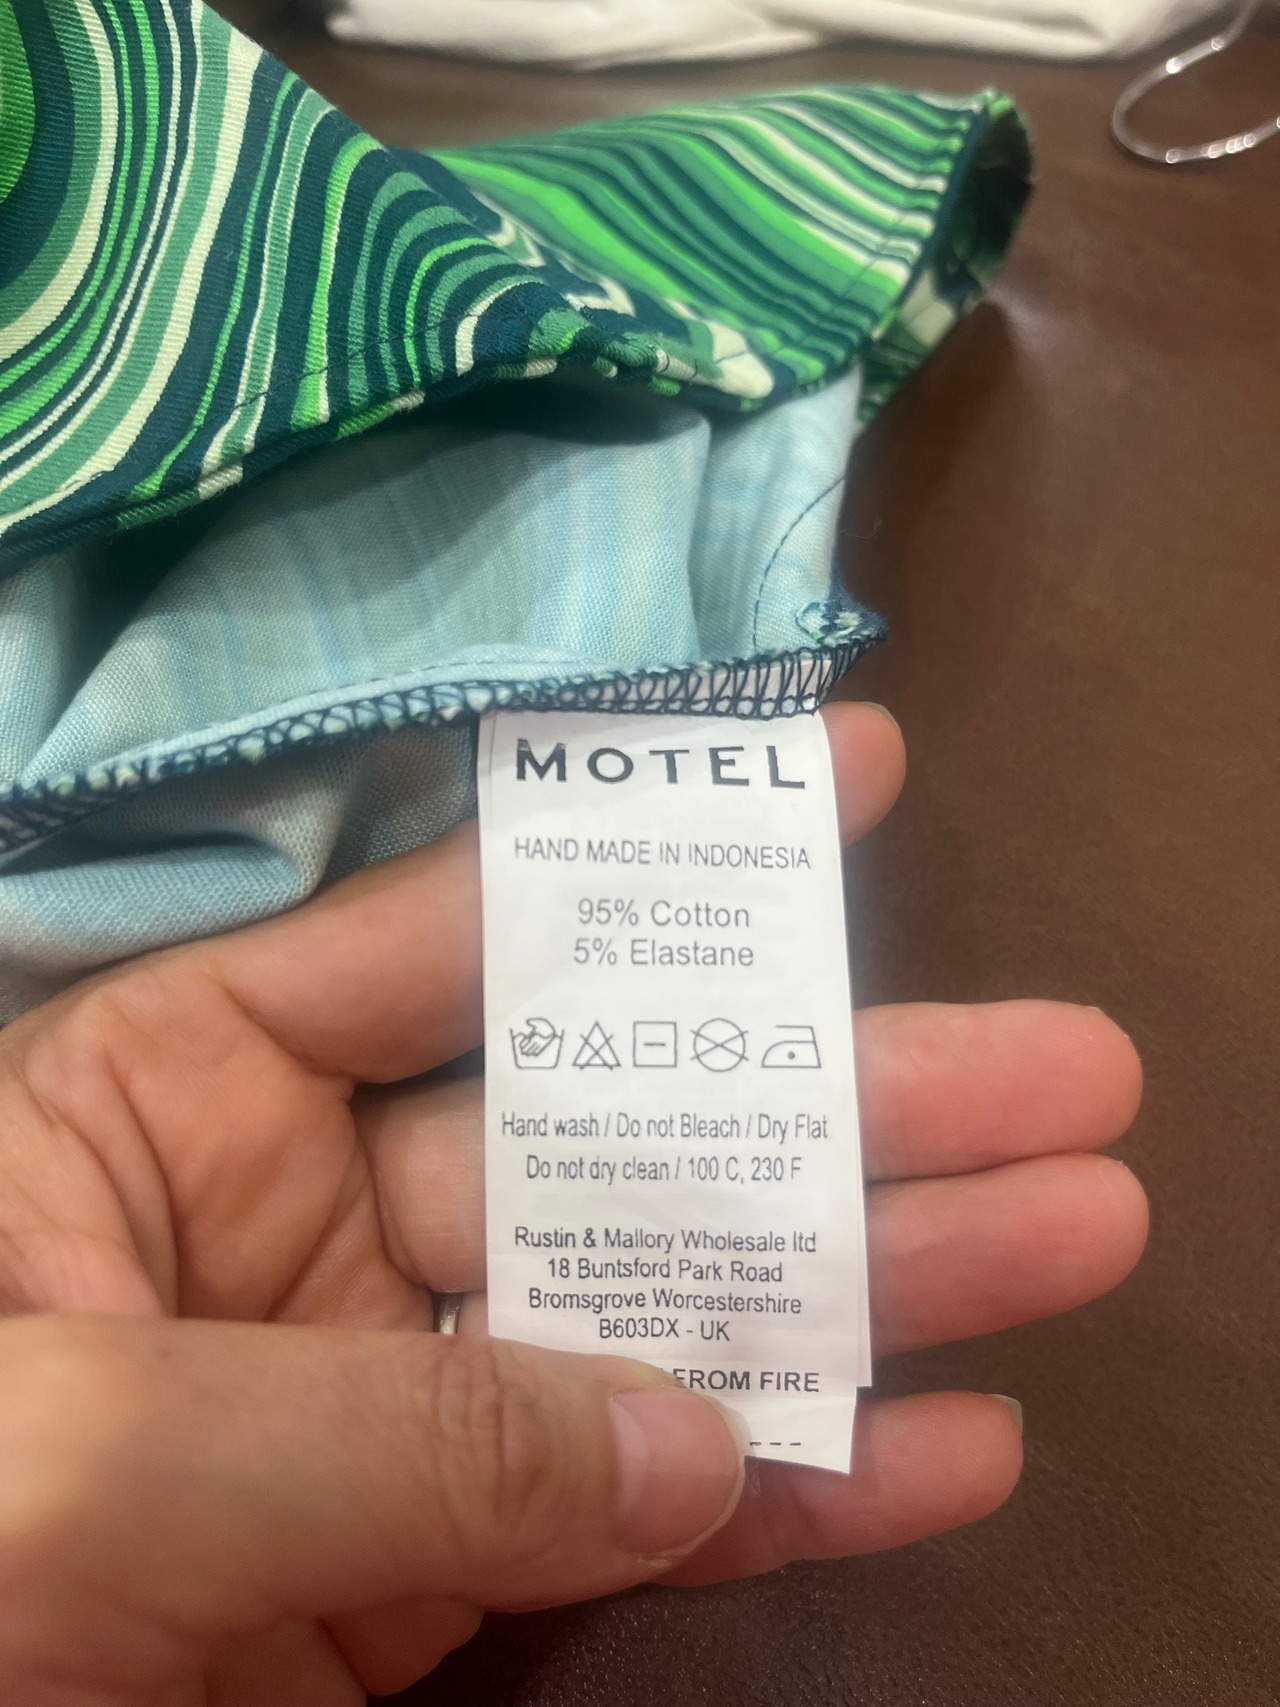 MOTEL
HAND MADE IN INDONESIA
95% Cotton
5% Elastane
Hand wash / Do not Bleach / Dry Flat
Do not dry clean / 100 C, 230 F
Rustin & Mallory Wholesale ltd
18 Buntsford Park Road
Bromsgrove Worcestershire
B603DX - UK
FROM FIRE
---